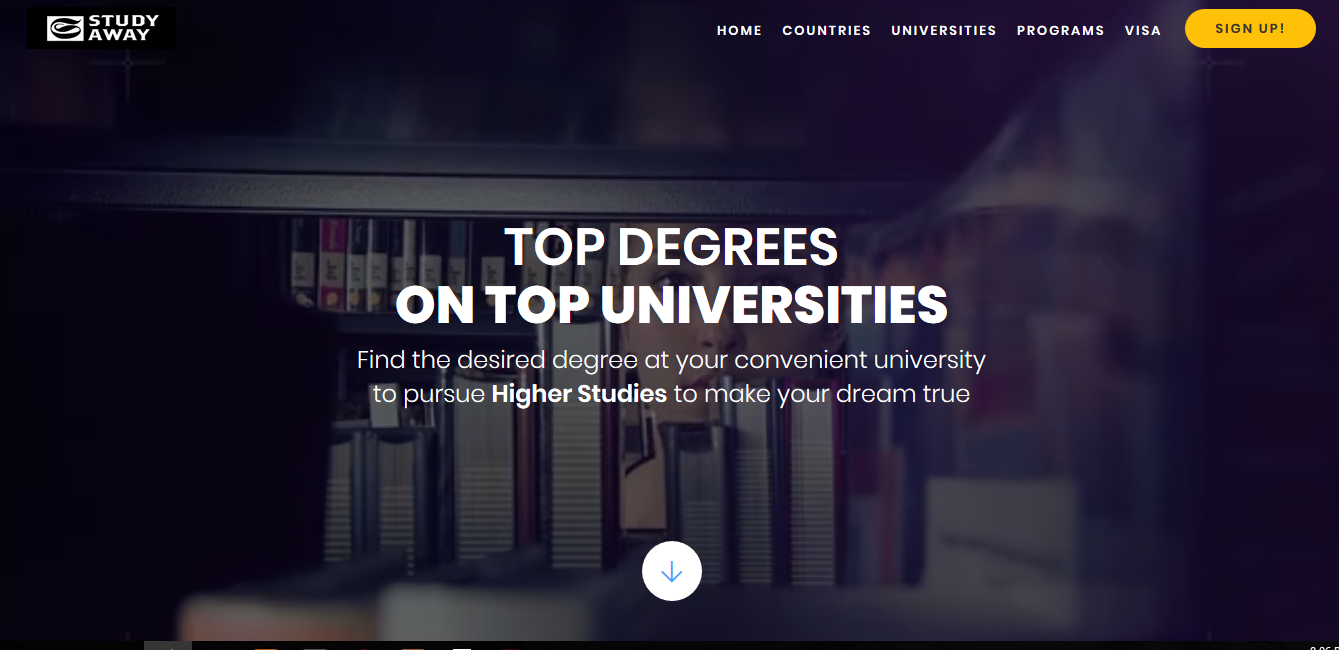 STUDY
AWAY
HOME COUNTRIES UNIVERSITIES PROGRAMS VISA SIGN UP!
TOP DEGREES
ON TOP UNIVERSITIES
Find the desired degree at your convenient university
to pursue Higher Studies to make your dream true